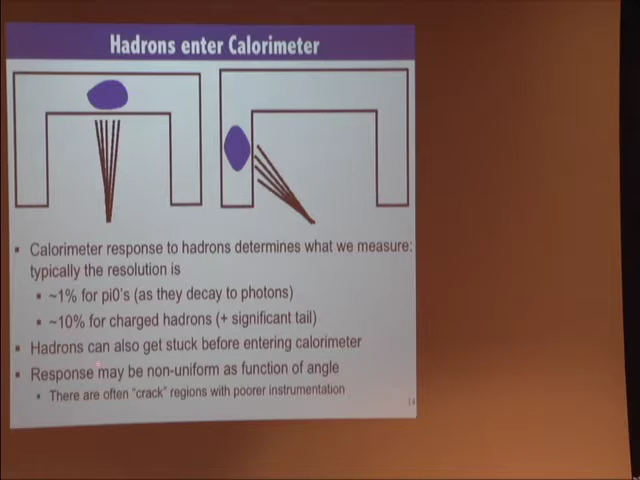 Hadrons enter Calorimeter
▪ Calorimeter response to hadrons determines what we measure:
typically the resolution is
▪ ~1% for pi0's (as they decay to photons)
▪ ~10% for charged hadrons (+ significant tail)
▪ Hadrons can also get stuck before entering calorimeter
▪ Response may be non-uniform as function of angle
▪ There are often "crack" regions with poorer instrumentation
14